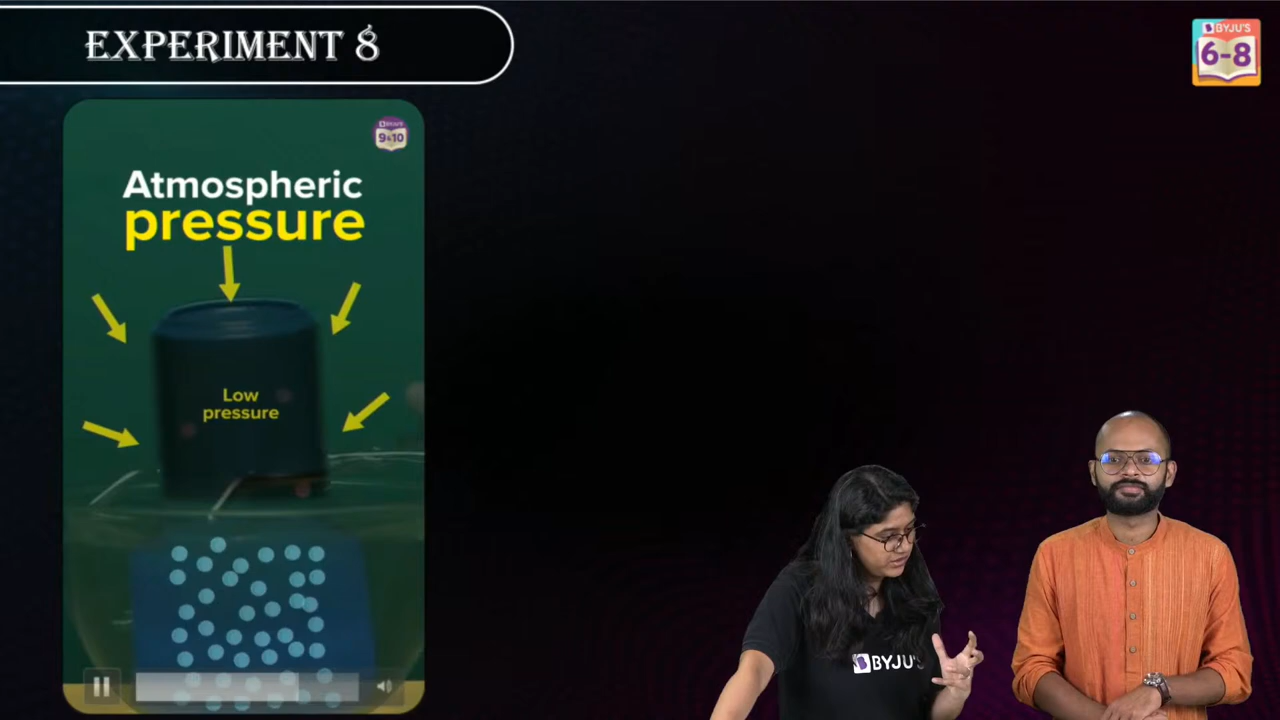 EXPERIMENT 8
BYJU'S
6-8
9&10
Atmospheric
pressure
Low
pressure
BYJU'S